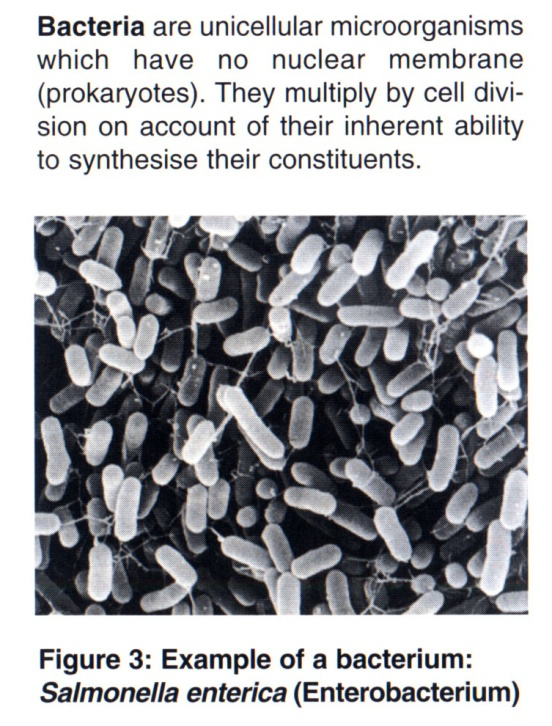 Bacteria are unicellular microorganisms
which have no nuclear membrane
(prokaryotes). They multiply by cell divi-
sion on account of their inherent ability
to synthesise their constituents.
Figure 3: Example of a bacterium:
Salmonella enterica (Enterobacterium)